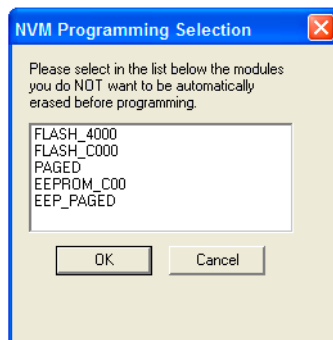 NVM Programming Selection
Please select in the list below the modules
you do NOT want to be automatically
erased before programming.
FLASH_4000
FLASH_C000
PAGED
EEPROM_C00
EEP_PAGED
OK
Cancel